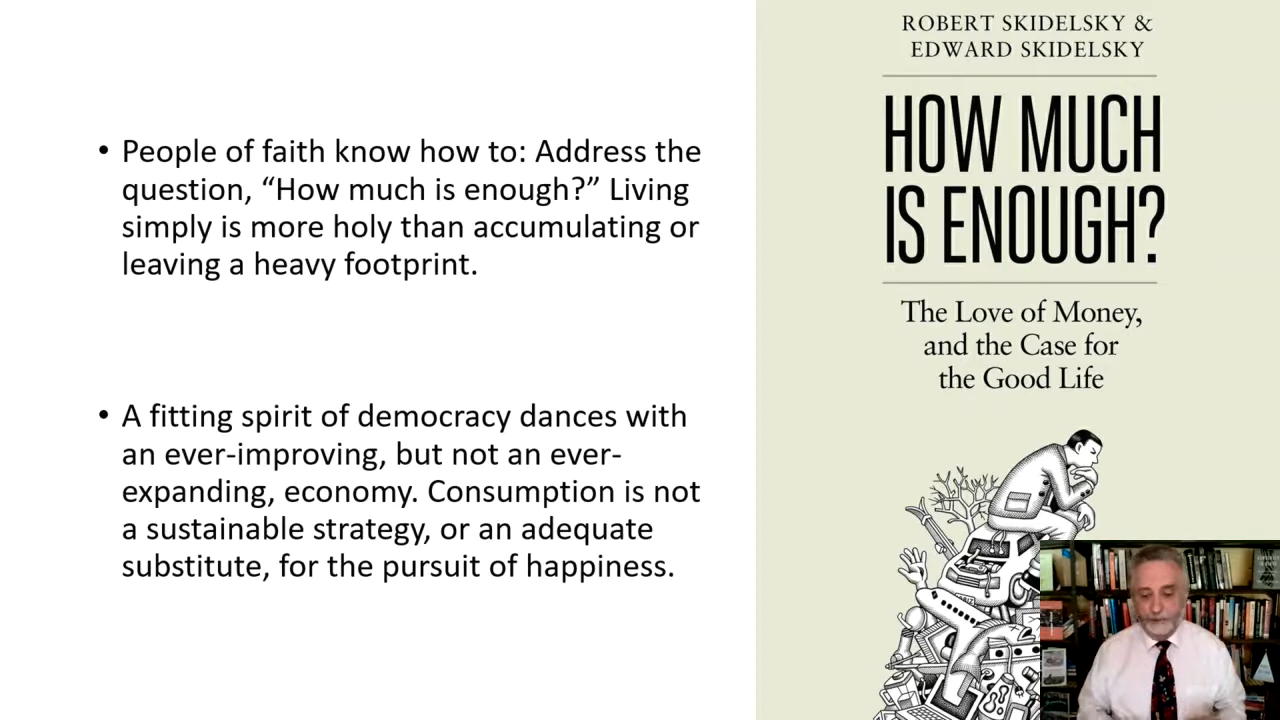 • People of faith know how to: Address the
question, “How much is enough?” Living
simply is more holy than accumulating or
leaving a heavy footprint.
• A fitting spirit of democracy dances with
an ever-improving, but not an ever-
expanding, economy. Consumption is not
a sustainable strategy, or an adequate
substitute, for the pursuit of happiness.
ROBERT SKIDELSKY &
EDWARD SKIDELSKY
HOW MUCH
IS ENOUGH?
The Love of Money,
and the Case for
the Good Life